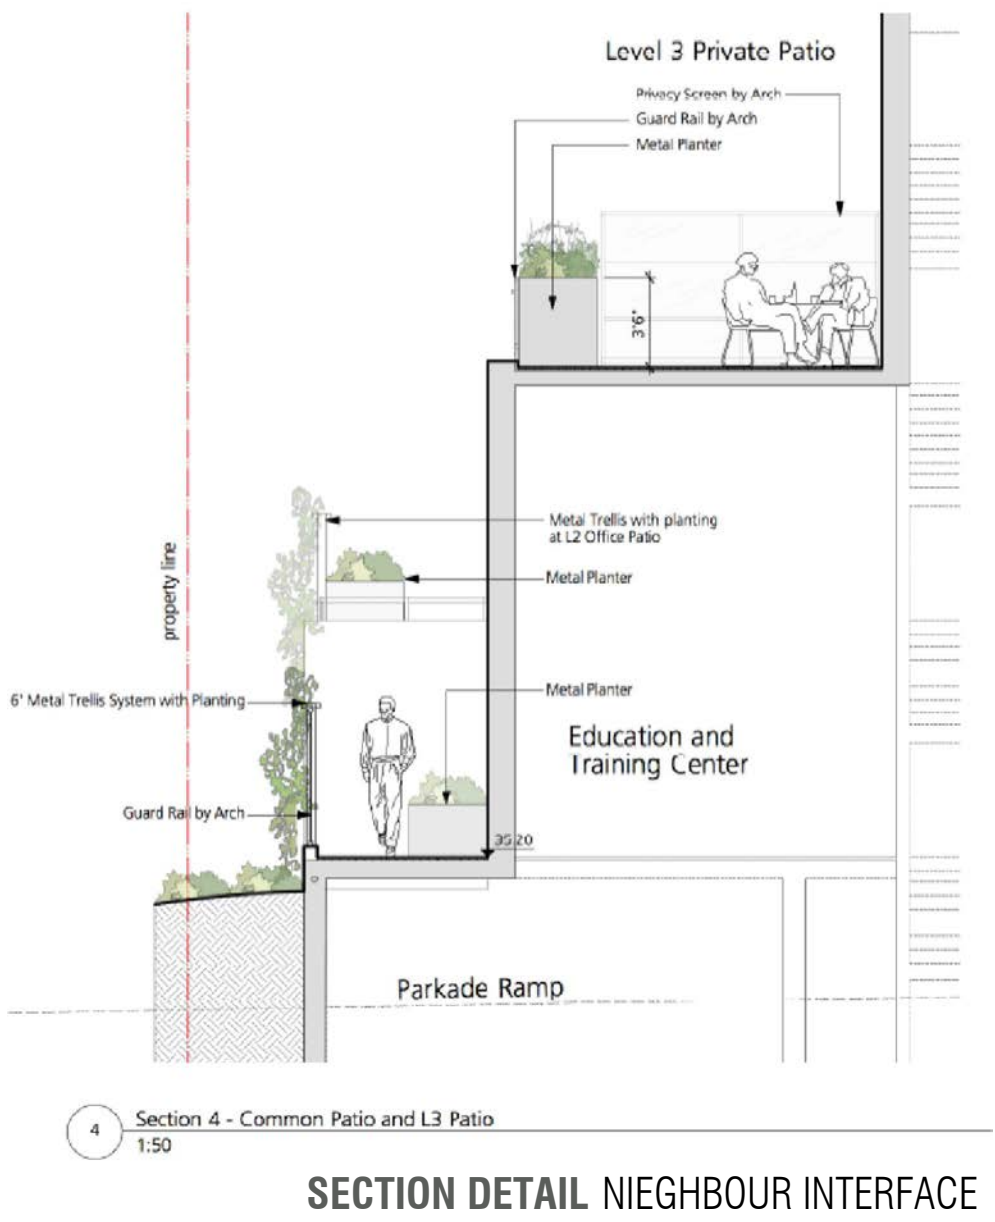 Level 3 Private Patio
Privacy Screen by Arch
Guard Rail by Arch
Metal Planter
3'6"
Metal Trellis with planting
at L2 Office Patio
Metal Planter
property line
6' Metal Trellis System with Planting
Metal Planter
Education and
Training Center
Guard Rail by Arch
35.20
Parkade Ramp
4
Section 4 - Common Patio and L3 Patio
1:50
SECTION DETAIL NIEGHBOUR INTERFACE